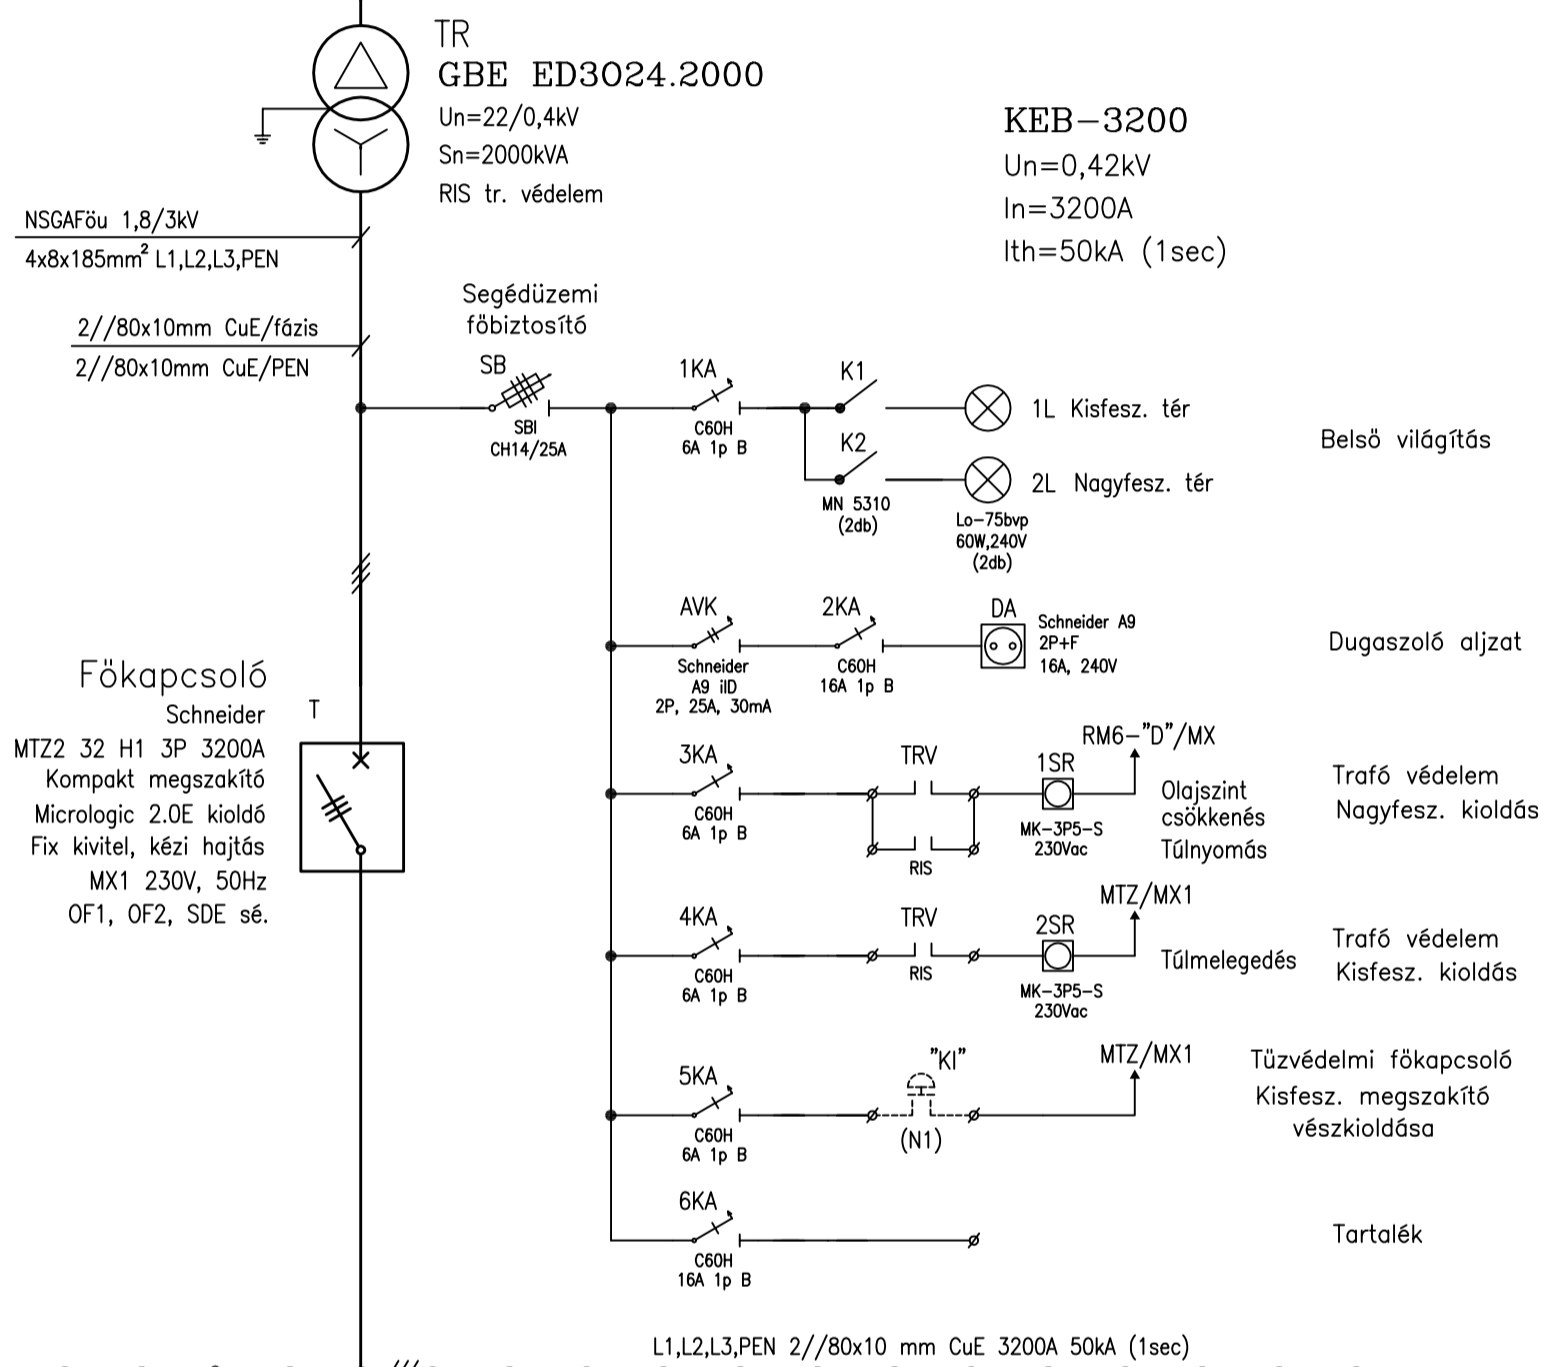 TR
GBE ED3024.2000
Un=22/0,4kV
Sn=2000kVA
RIS tr. védelem
KEB-3200
Un=0,42kV
In=3200A
Ith=50kA (1sec)
NSGAFöu 1,8/3kV
4x8x185mm² L1,L2,L3,PEN
2//80x10mm CuE/fázis
2//80x10mm CuE/PEN
Segédüzemi
főbiztosító
SB
SBI
CH14/25A
1KA
C60H
6A 1p B
K1
K2
MN 5310
(2db)
1L Kisfesz. tér
2L Nagyfesz. tér
Lo-75bvp
60W,240V
(2db)
Belső világítás
AVK
Schneider
A9 iID
2P, 25A, 30mA
2KA
C60H
16A 1p B
DA
Schneider A9
2P+F
16A, 240V
Dugaszoló aljzat
Főkapcsoló
Schneider
T
MTZ2 32 H1 3P 3200A
Kompakt megszakító
Micrologic 2.0E kioldó
Fix kivitel, kézi hajtás
MX1 230V, 50Hz
OF1, OF2, SDE sé.
3KA
C60H
6A 1p B
TRV
RIS
1SR
MK-3P5-S
230Vac
RM6-"D"/MX
Olajszint
csökkenés
Túlnyomás
Trafó védelem
Nagyfesz. kioldás
4KA
C60H
6A 1p B
TRV
RIS
2SR
MK-3P5-S
230Vac
MTZ/MX1
Túlmelegedés
Trafó védelem
Kisfesz. kioldás
5KA
C60H
6A 1p B
"KI"
(N1)
MTZ/MX1
Tűzvédelmi főkapcsoló
Kisfesz. megszakító
vészkioldása
6KA
C60H
16A 1p B
Tartalék
L1,L2,L3,PEN 2//80x10 mm CuE 3200A 50kA (1sec)